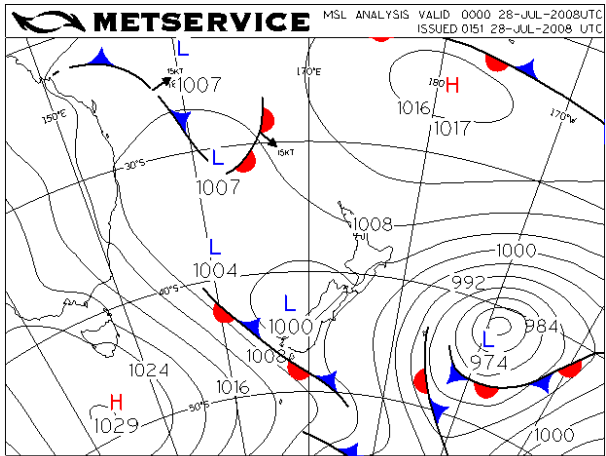 METSERVICE
MSL ANALYSIS VALID 0000 28-JUL-2008UTC
ISSUED 0151 28-JUL-2008 UTC
L
15KT
1007
170°E
180
H
1016
1017
150°E
170°W
30°S
L
1007
15KT
1008
L
1004
1000
40°S
992
L
1000
984
L
974
1008
1024
1016
H
1029
50°S
1000